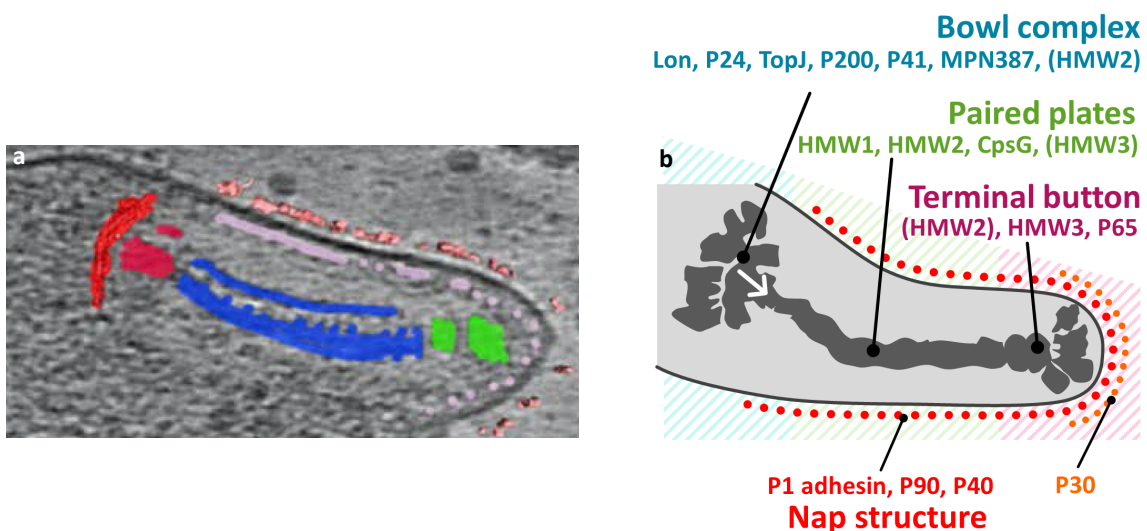 a
Bowl complex
Lon, P24, TopJ, P200, P41, MPN387, (HMW2)
Paired plates
HMW1, HMW2, CpsG, (HMW3)
b
Terminal button
(HMW2), HMW3, P65
P1 adhesin, P90, P40
Nap structure
P30